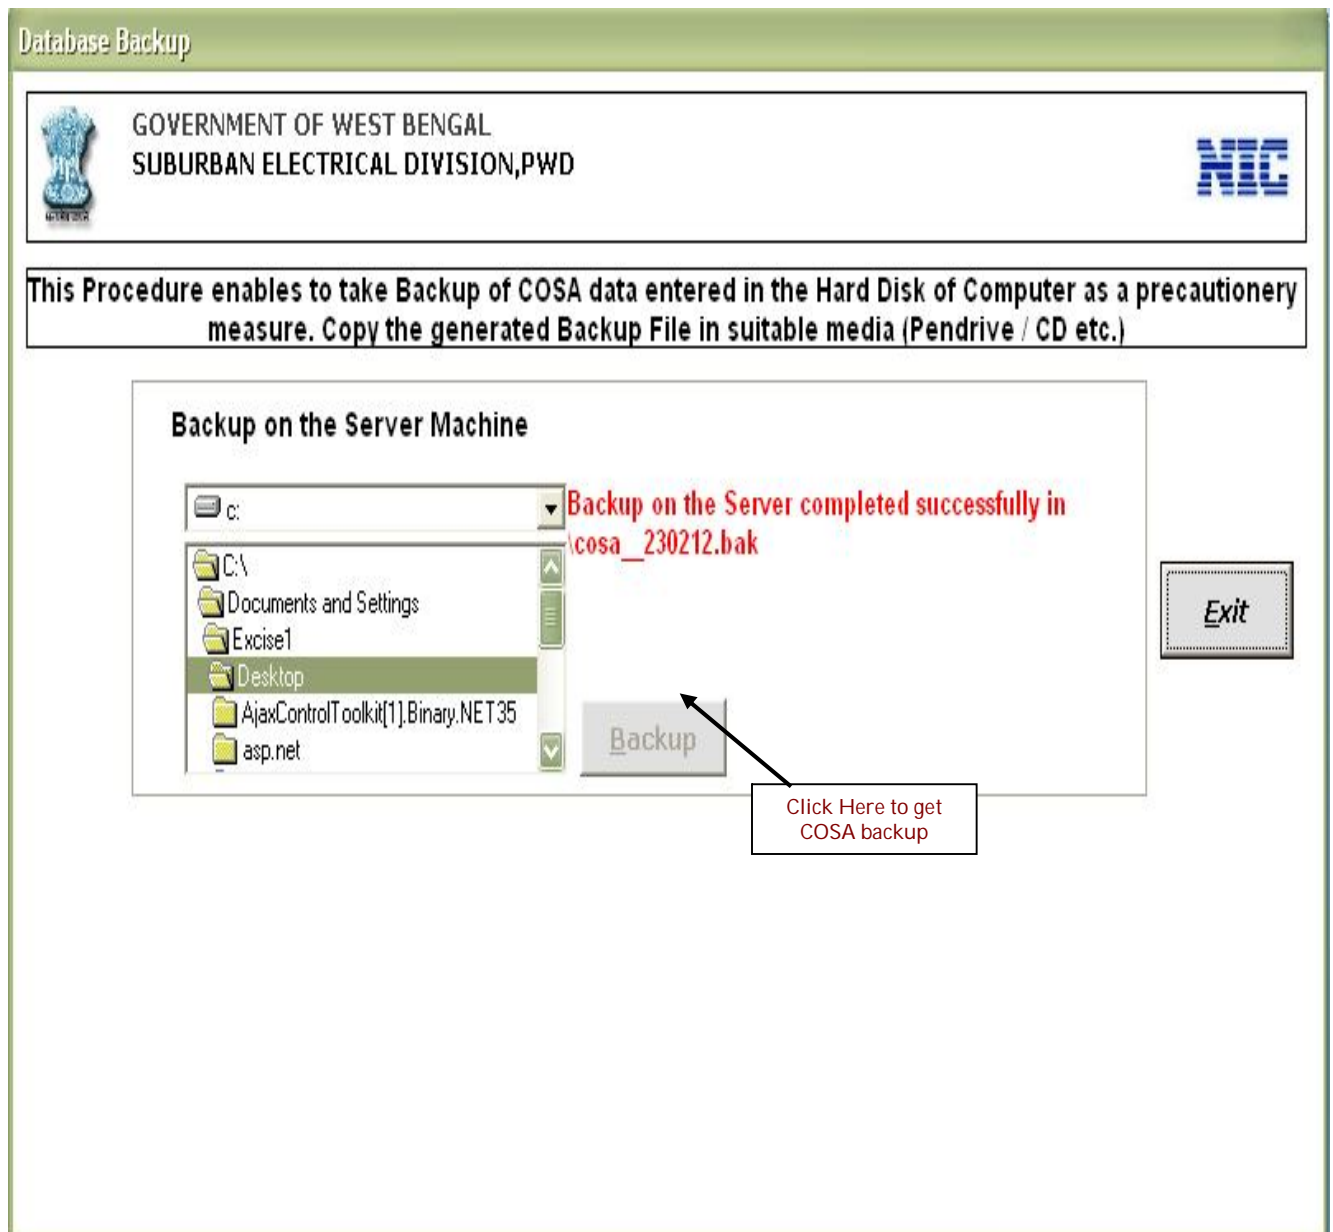 Database Backup
GOVERNMENT OF WEST BENGAL
SUBURBAN ELECTRICAL DIVISION,PWD
NIC
This Procedure enables to take Backup of COSA data entered in the Hard Disk of Computer as a precautionery
measure. Copy the generated Backup File in suitable media (Pendrive / CD etc.)
Backup on the Server Machine
c:
Backup on the Server completed successfully in
\cosa__230212.bak
C:\
Documents and Settings
Excise1
Desktop
AjaxControlToolkit[1].Binary.NET35
asp.net
Backup
Exit
Click Here to get
COSA backup